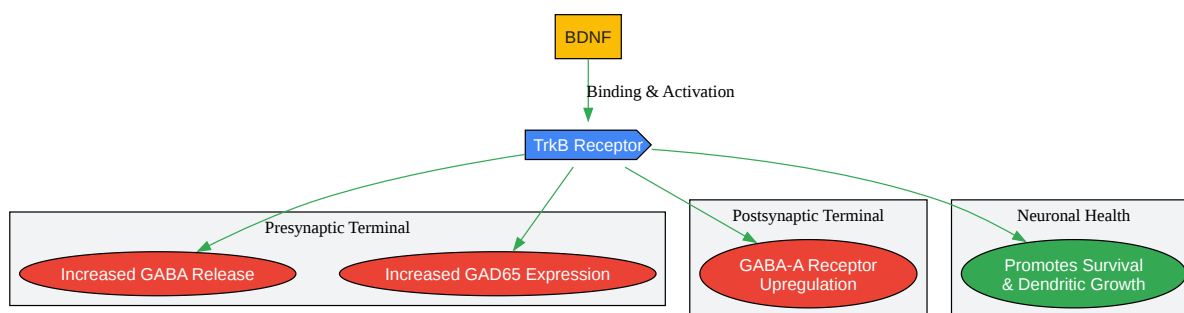 BDNF
Binding & Activation
TrkB Receptor
Presynaptic Terminal
Postsynaptic Terminal
Neuronal Health
Increased GABA Release
Increased GAD65 Expression
GABA-A Receptor
Upregulation
Promotes Survival
& Dendritic Growth